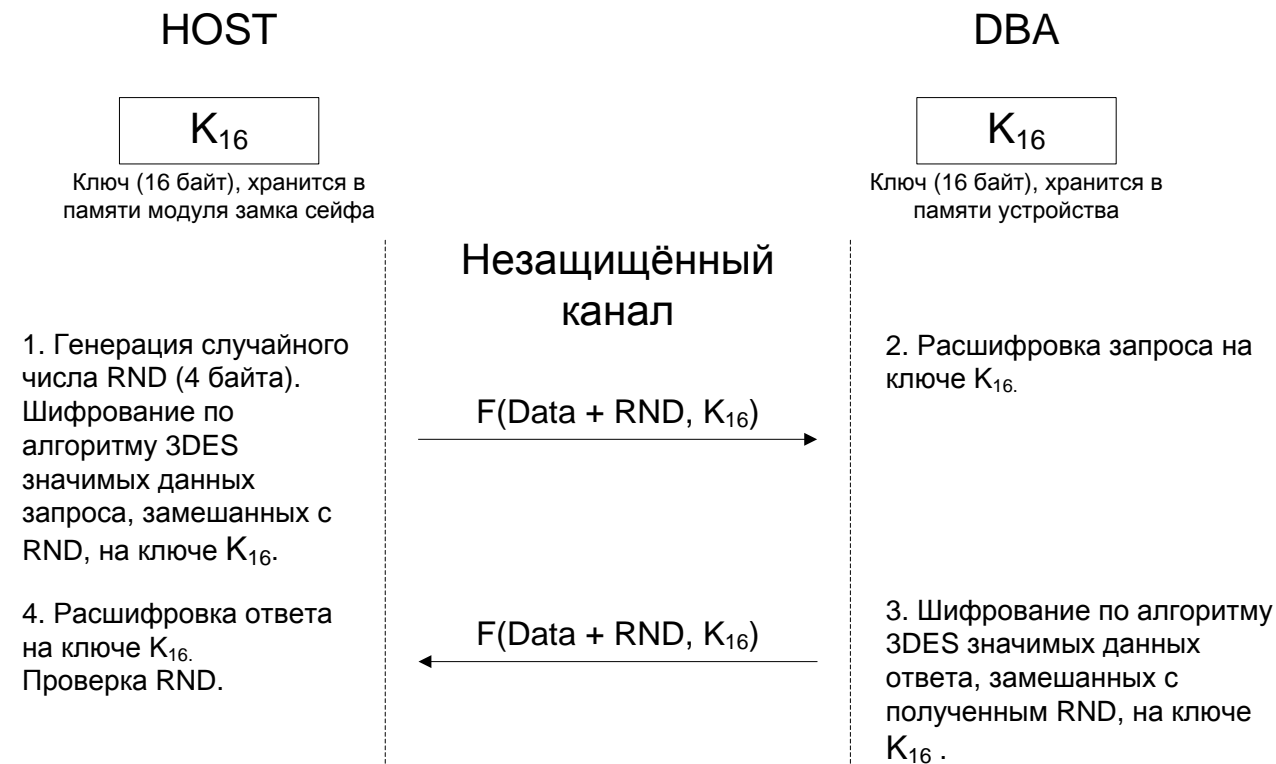 HOST
DBA
K₁₆
K₁₆
Ключ (16 байт), хранится в
памяти модуля замка сейфа
Ключ (16 байт), хранится в
памяти устройства
Незащищённый
канал
1. Генерация случайного
числа RND (4 байта).
Шифрование по
алгоритму 3DES
значимых данных
запроса, замешанных с
RND, на ключе K₁₆.
F(Data + RND, K₁₆)
2. Расшифровка запроса на
ключе K₁₆.
4. Расшифровка ответа
на ключе K₁₆.
Проверка RND.
F(Data + RND, K₁₆)
3. Шифрование по алгоритму
3DES значимых данных
ответа, замешанных с
полученным RND, на ключе
K₁₆ .